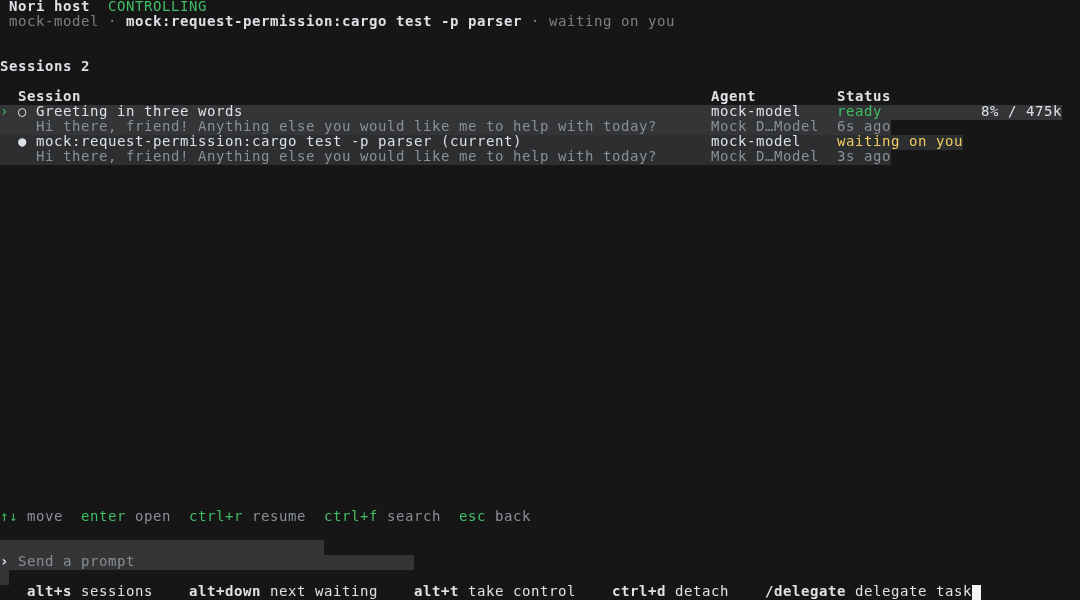 Nori host  CONTROLLING
mock-model · mock:request-permission:cargo test -p parser · waiting on you
Sessions 2
Session Agent Status
› ○ Greeting in three words mock-model ready 8% / 475k
Hi there, friend! Anything else you would like me to help with today? Mock D…Model 6s ago
● mock:request-permission:cargo test -p parser (current) mock-model waiting on you
Hi there, friend! Anything else you would like me to help with today? Mock D…Model 3s ago
↑↓ move  enter open  ctrl+r resume  ctrl+f search  esc back
› Send a prompt
alt+s sessions    alt+down next waiting    alt+t take control    ctrl+d detach    /delegate delegate task